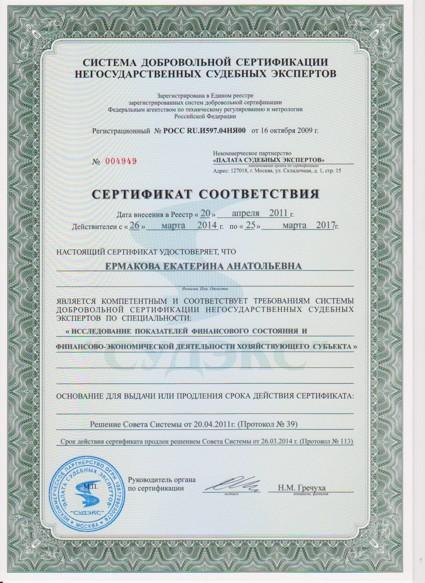 СИСТЕМА ДОБРОВОЛЬНОЙ СЕРТИФИКАЦИИ
НЕГОСУДАРСТВЕННЫХ СУДЕБНЫХ ЭКСПЕРТОВ
Зарегистрирована в Едином реестре
зарегистрированных систем добровольной сертификации
Федеральным агентством по техническому регулированию и метрологии
Российской Федерации
Регистрационный № РОСС RU.И597.04НЯ00 от 16 октября 2009 г.
№ 004949
Некоммерческое партнерство
«ПАЛАТА СУДЕБНЫХ ЭКСПЕРТОВ»
наименование органа по сертификации
Адрес: 127018, г. Москва, ул. Складочная, д. 1, стр. 15
СЕРТИФИКАТ СООТВЕТСТВИЯ
Дата внесения в Реестр « 20 » апреля 2011 г.
Действителен с « 26 » марта 2014 г. по « 25 » марта 2017г.
НАСТОЯЩИЙ СЕРТИФИКАТ УДОСТОВЕРЯЕТ, ЧТО
ЕРМАКОВА ЕКАТЕРИНА АНАТОЛЬЕВНА
Фамилия Имя Отчество
ЯВЛЯЕТСЯ КОМПЕТЕНТНЫМ И СООТВЕТСТВУЕТ ТРЕБОВАНИЯМ СИСТЕМЫ
ДОБРОВОЛЬНОЙ СЕРТИФИКАЦИИ НЕГОСУДАРСТВЕННЫХ СУДЕБНЫХ
ЭКСПЕРТОВ ПО СПЕЦИАЛЬНОСТИ:
« ИССЛЕДОВАНИЕ ПОКАЗАТЕЛЕЙ ФИНАНСОВОГО СОСТОЯНИЯ И
ФИНАНСОВО-ЭКОНОМИЧЕСКОЙ ДЕЯТЕЛЬНОСТИ ХОЗЯЙСТВУЮЩЕГО СУБЪЕКТА »
СУДЭКС
ОСНОВАНИЕ ДЛЯ ВЫДАЧИ ИЛИ ПРОДЛЕНИЯ СРОКА ДЕЙСТВИЯ СЕРТИФИКАТА:
Решение Совета Системы от 20.04.2011г. (Протокол № 39)
Срок действия сертификата продлен решением Совета Системы от 26.03.2014 г. (Протокол № 113)
М.П.
"СУДЭКС"
МОСКВА
Руководитель органа
по сертификации
подпись
Н.М. Гречуха
инициалы, фамилия